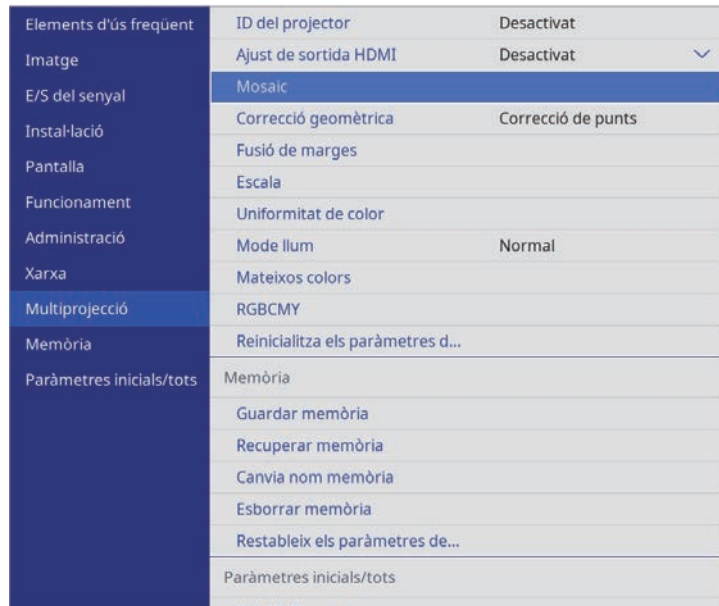 Elements d'ús freqüent
Imatge
E/S del senyal
Instal·lació
Pantalla
Funcionament
Administració
Xarxa
Multiprojecció
Memòria
Paràmetres inicials/tots
ID del projector Desactivat
Ajust de sortida HDMI Desactivat
Mosaic
Correcció geomètrica Correcció de punts
Fusió de marges
Escala
Uniformitat de color
Mode llum Normal
Mateixos colors
RGBCMY
Reinicialitza els paràmetres d...
Memòria
Guardar memòria
Recuperar memòria
Canvia nom memòria
Esborrar memòria
Restableix els paràmetres de...
Paràmetres inicials/tots